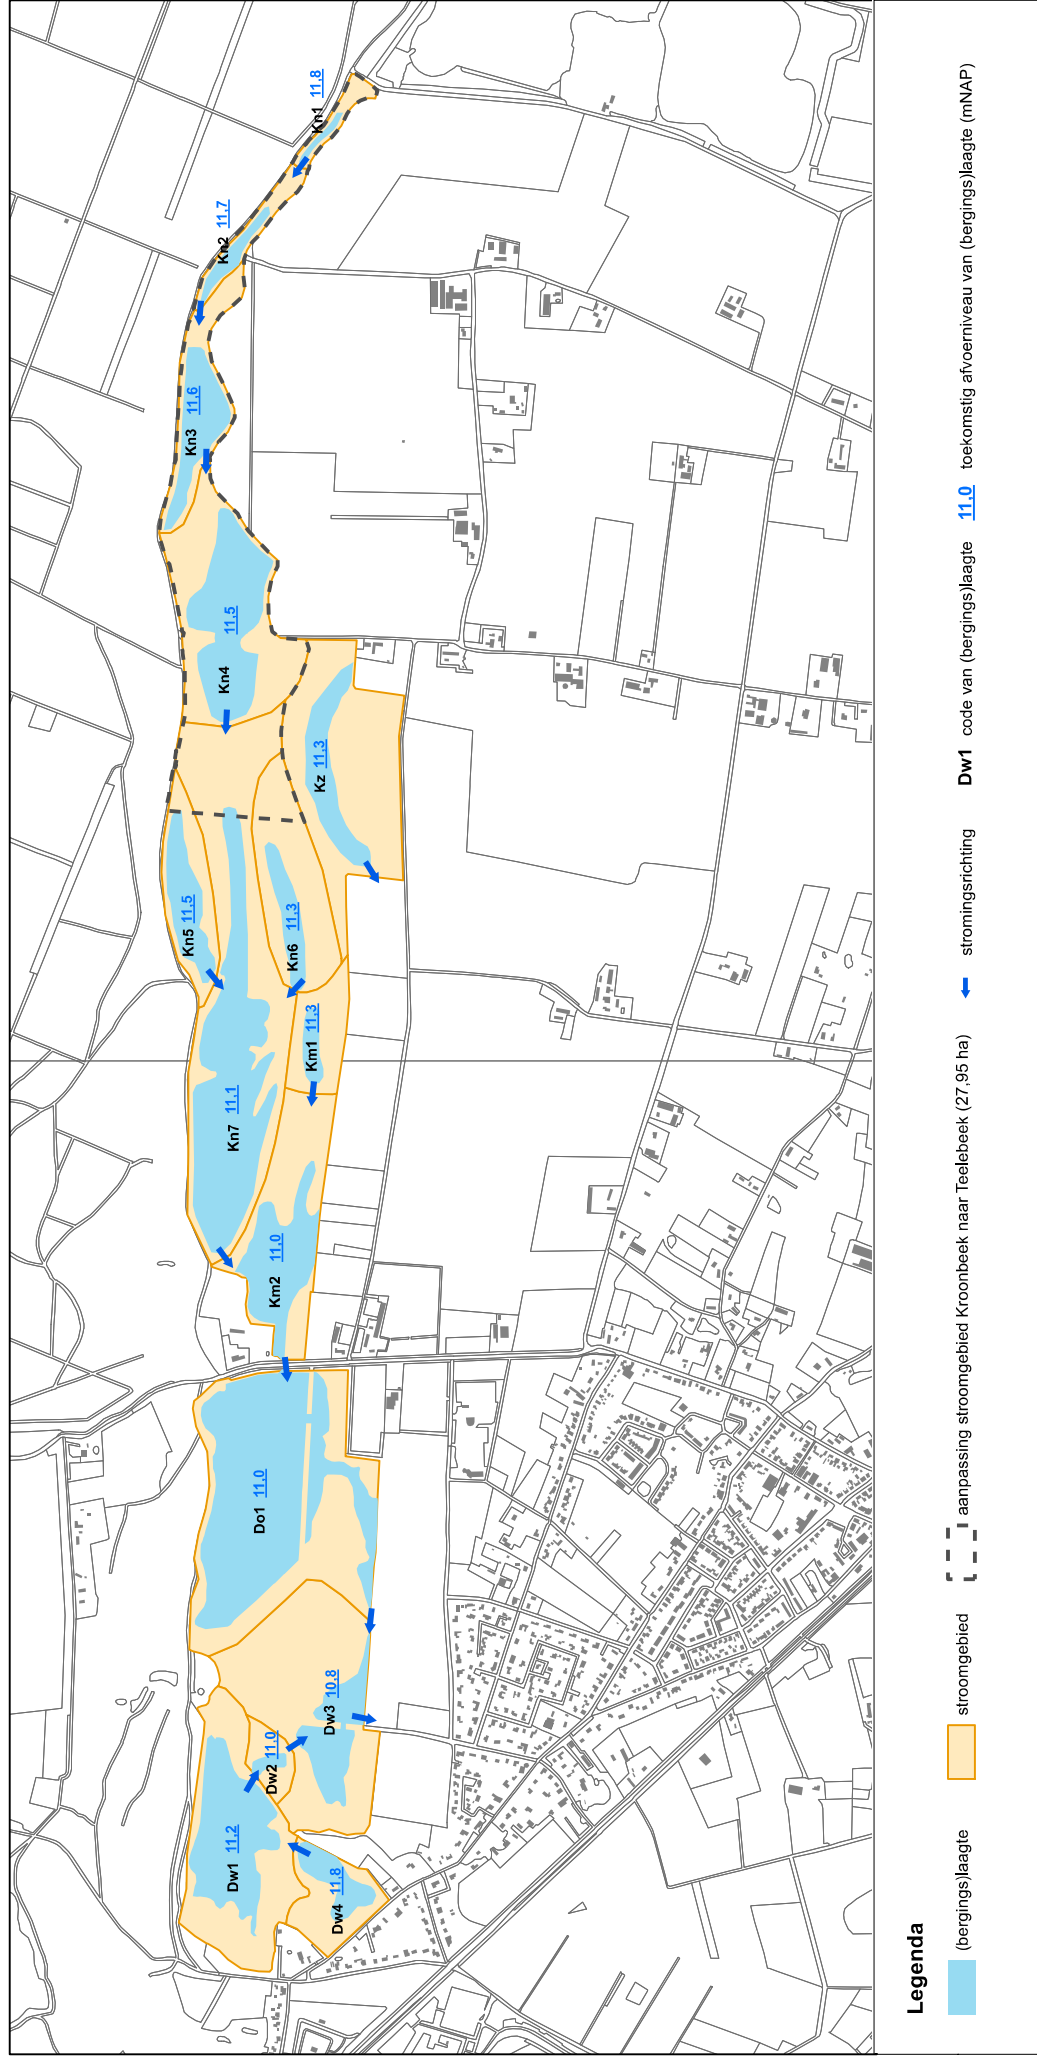 Dw1 11,2
Dw4 11,8
Dw2 11,0
Dw3 10,8
Do1 11,0
Km2 11,0
Kn7 11,1
Km1 11,3
Kn5 11,5
Kn6 11,3
Kz 11,3
Kn4 11,5
Kn3 11,6
Kn2 11,7
Kn1 11,8
Legenda
(bergings)laagte
stroomgebied
aanpassing stroomgebied Kroonbeek naar Teelebeek (27,95 ha)
stromingsrichting
Dw1 code van (bergings)laagte
11,0 toekomstig afvoerniveau van (bergings)laagte (mNAP)